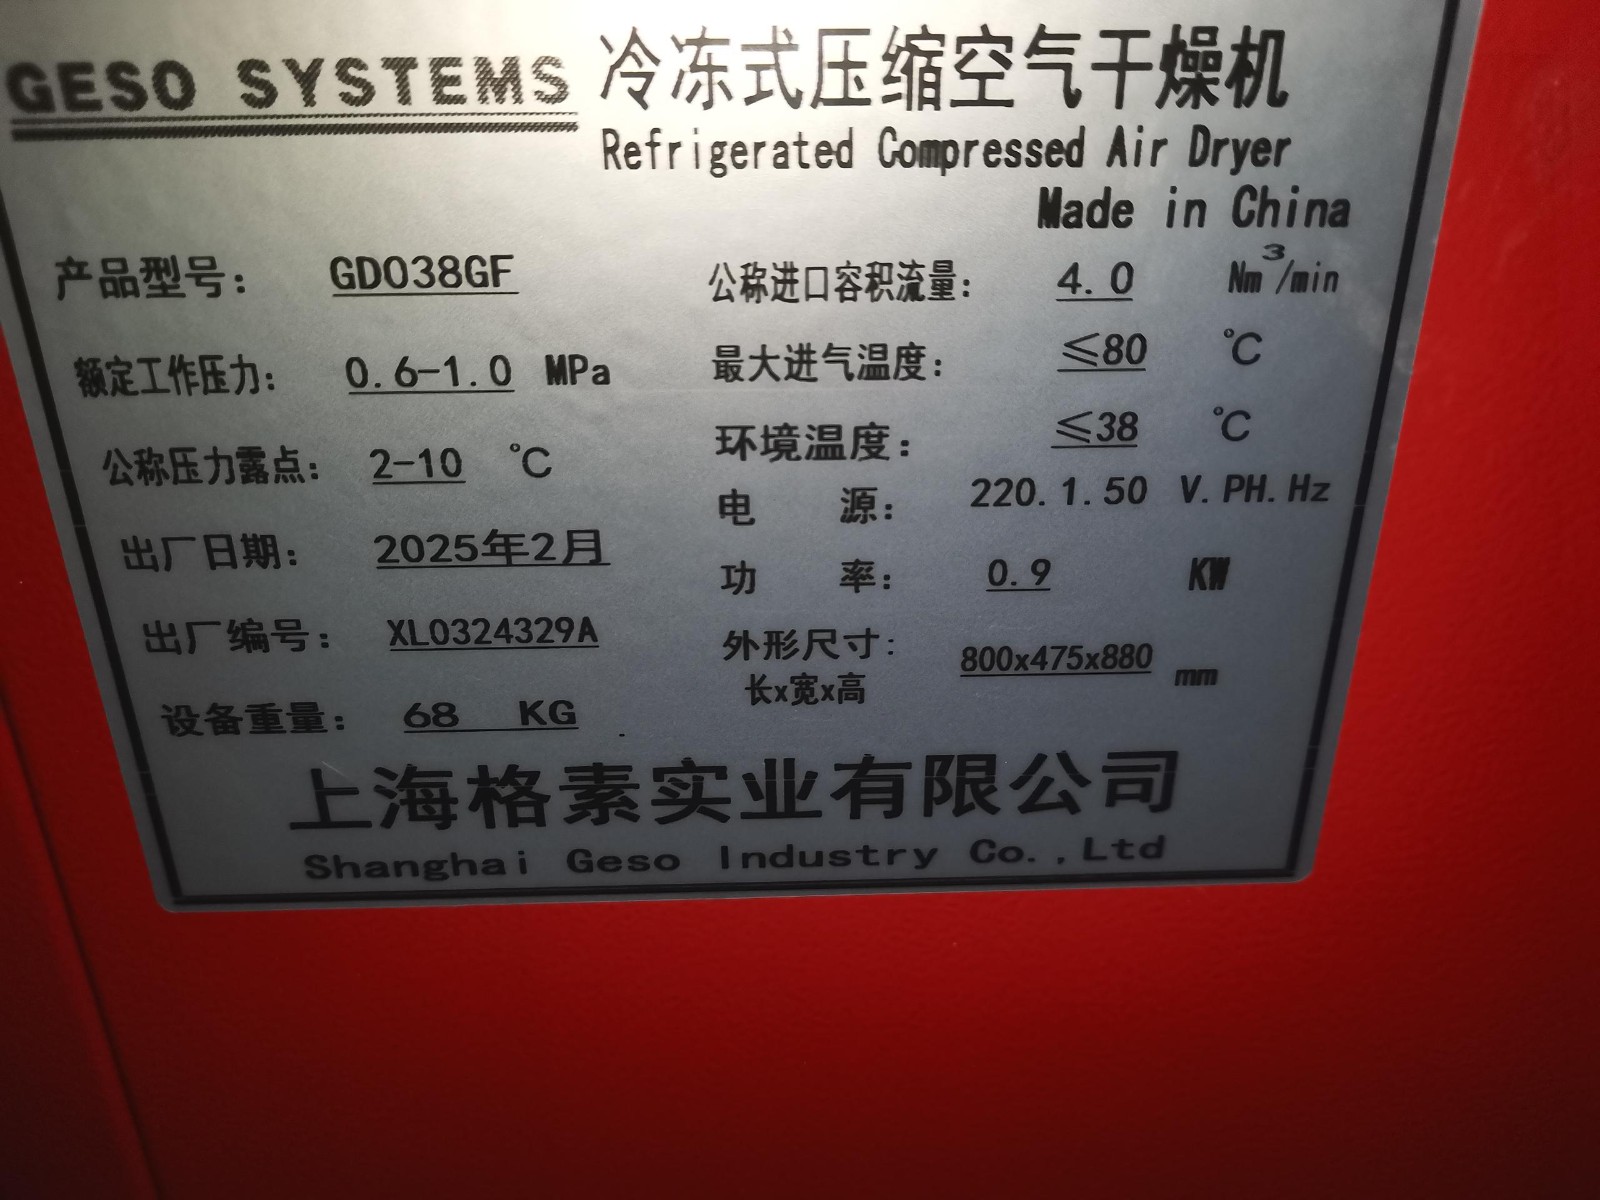 GESO SYSTEMS 冷冻式压缩空气干燥机
Refrigerated Compressed Air Dryer
Made in China
产品型号: GD038GF 公称进口容积流量: 4.0 Nm³/min
额定工作压力: 0.6-1.0 MPa 最大进气温度: ≤80 ℃
公称压力露点: 2-10 ℃ 环境温度: ≤38 ℃
出厂日期: 2025年2月 电 源: 220.1.50 V.PH.Hz
出厂编号: XL0324329A 功 率: 0.9 KW
设备重量: 68 KG 外形尺寸: 800x475x880 mm
长x宽x高
上海格素实业有限公司
Shanghai Geso Industry Co.,Ltd